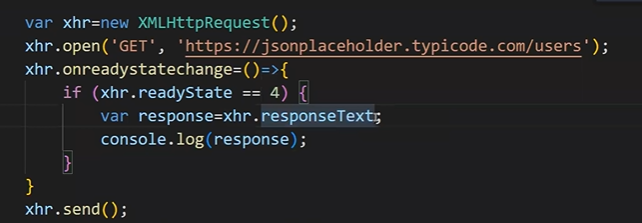 var xhr=new XMLHttpRequest();
xhr.open('GET', 'https://jsonplaceholder.typicode.com/users');
xhr.onreadystatechange=()=>{
    if (xhr.readyState == 4) {
        var response=xhr.responseText;
        console.log(response);
    }
}
xhr.send();